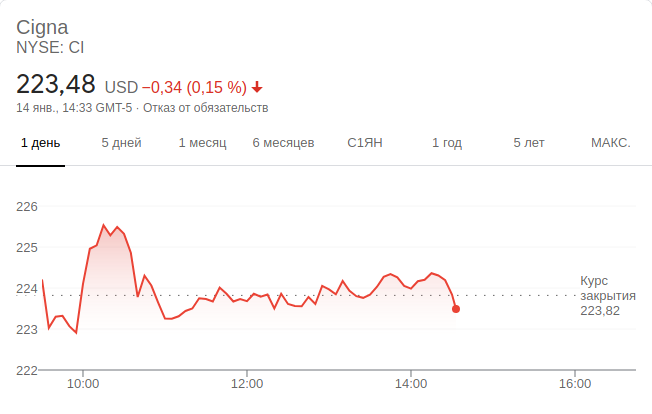 Cigna
NYSE: CI
223,48 USD −0,34 (0,15 %)
14 янв., 14:33 GMT-5 · Отказ от обязательств
1 день 5 дней 1 месяц 6 месяцев С1ЯН 1 год 5 лет МАКС.
226
225
224
223
222
Курс
закрытия
223,82
10:00 12:00 14:00 16:00